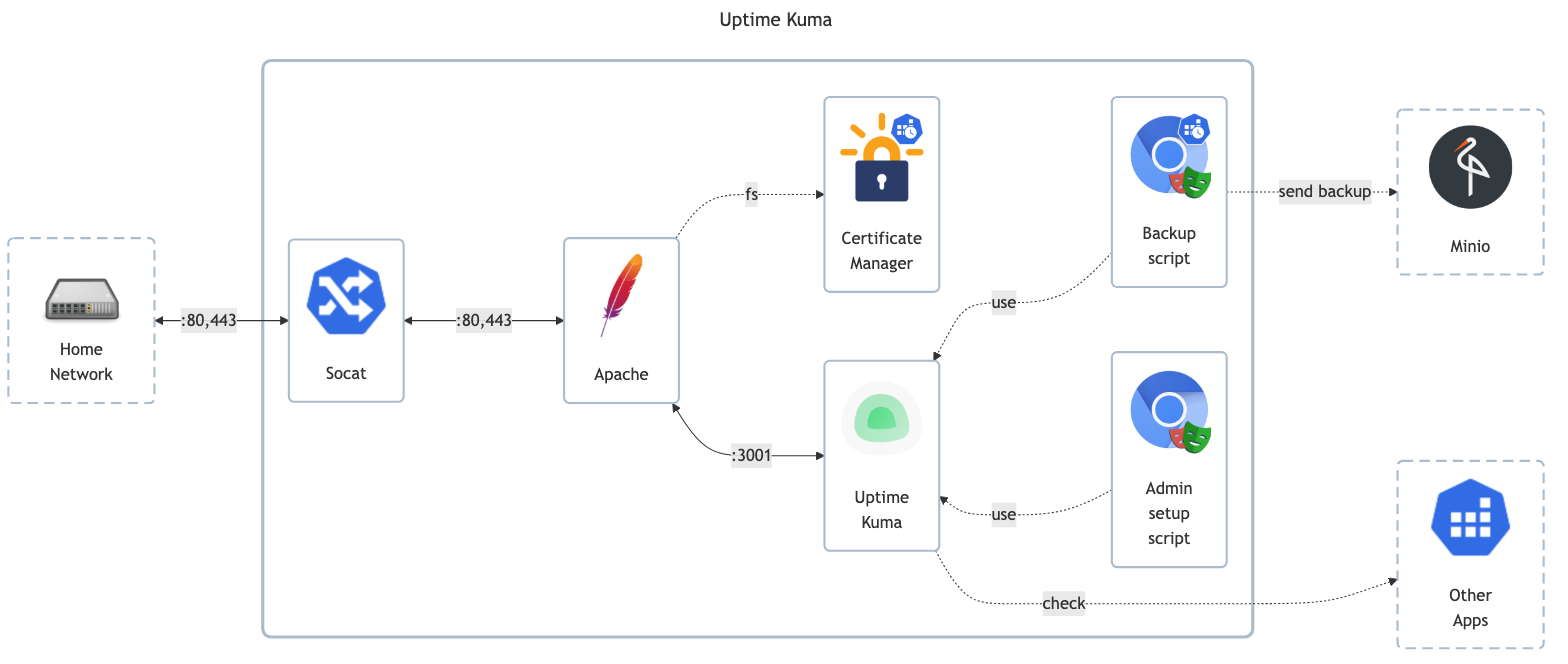 Uptime Kuma
Home
Network
:80,443
Socat
:80,443
Apache
fs
Certificate
Manager
:3001
Uptime
Kuma
use
use
Backup
script
Admin
setup
script
check
send backup
Minio
Other
Apps